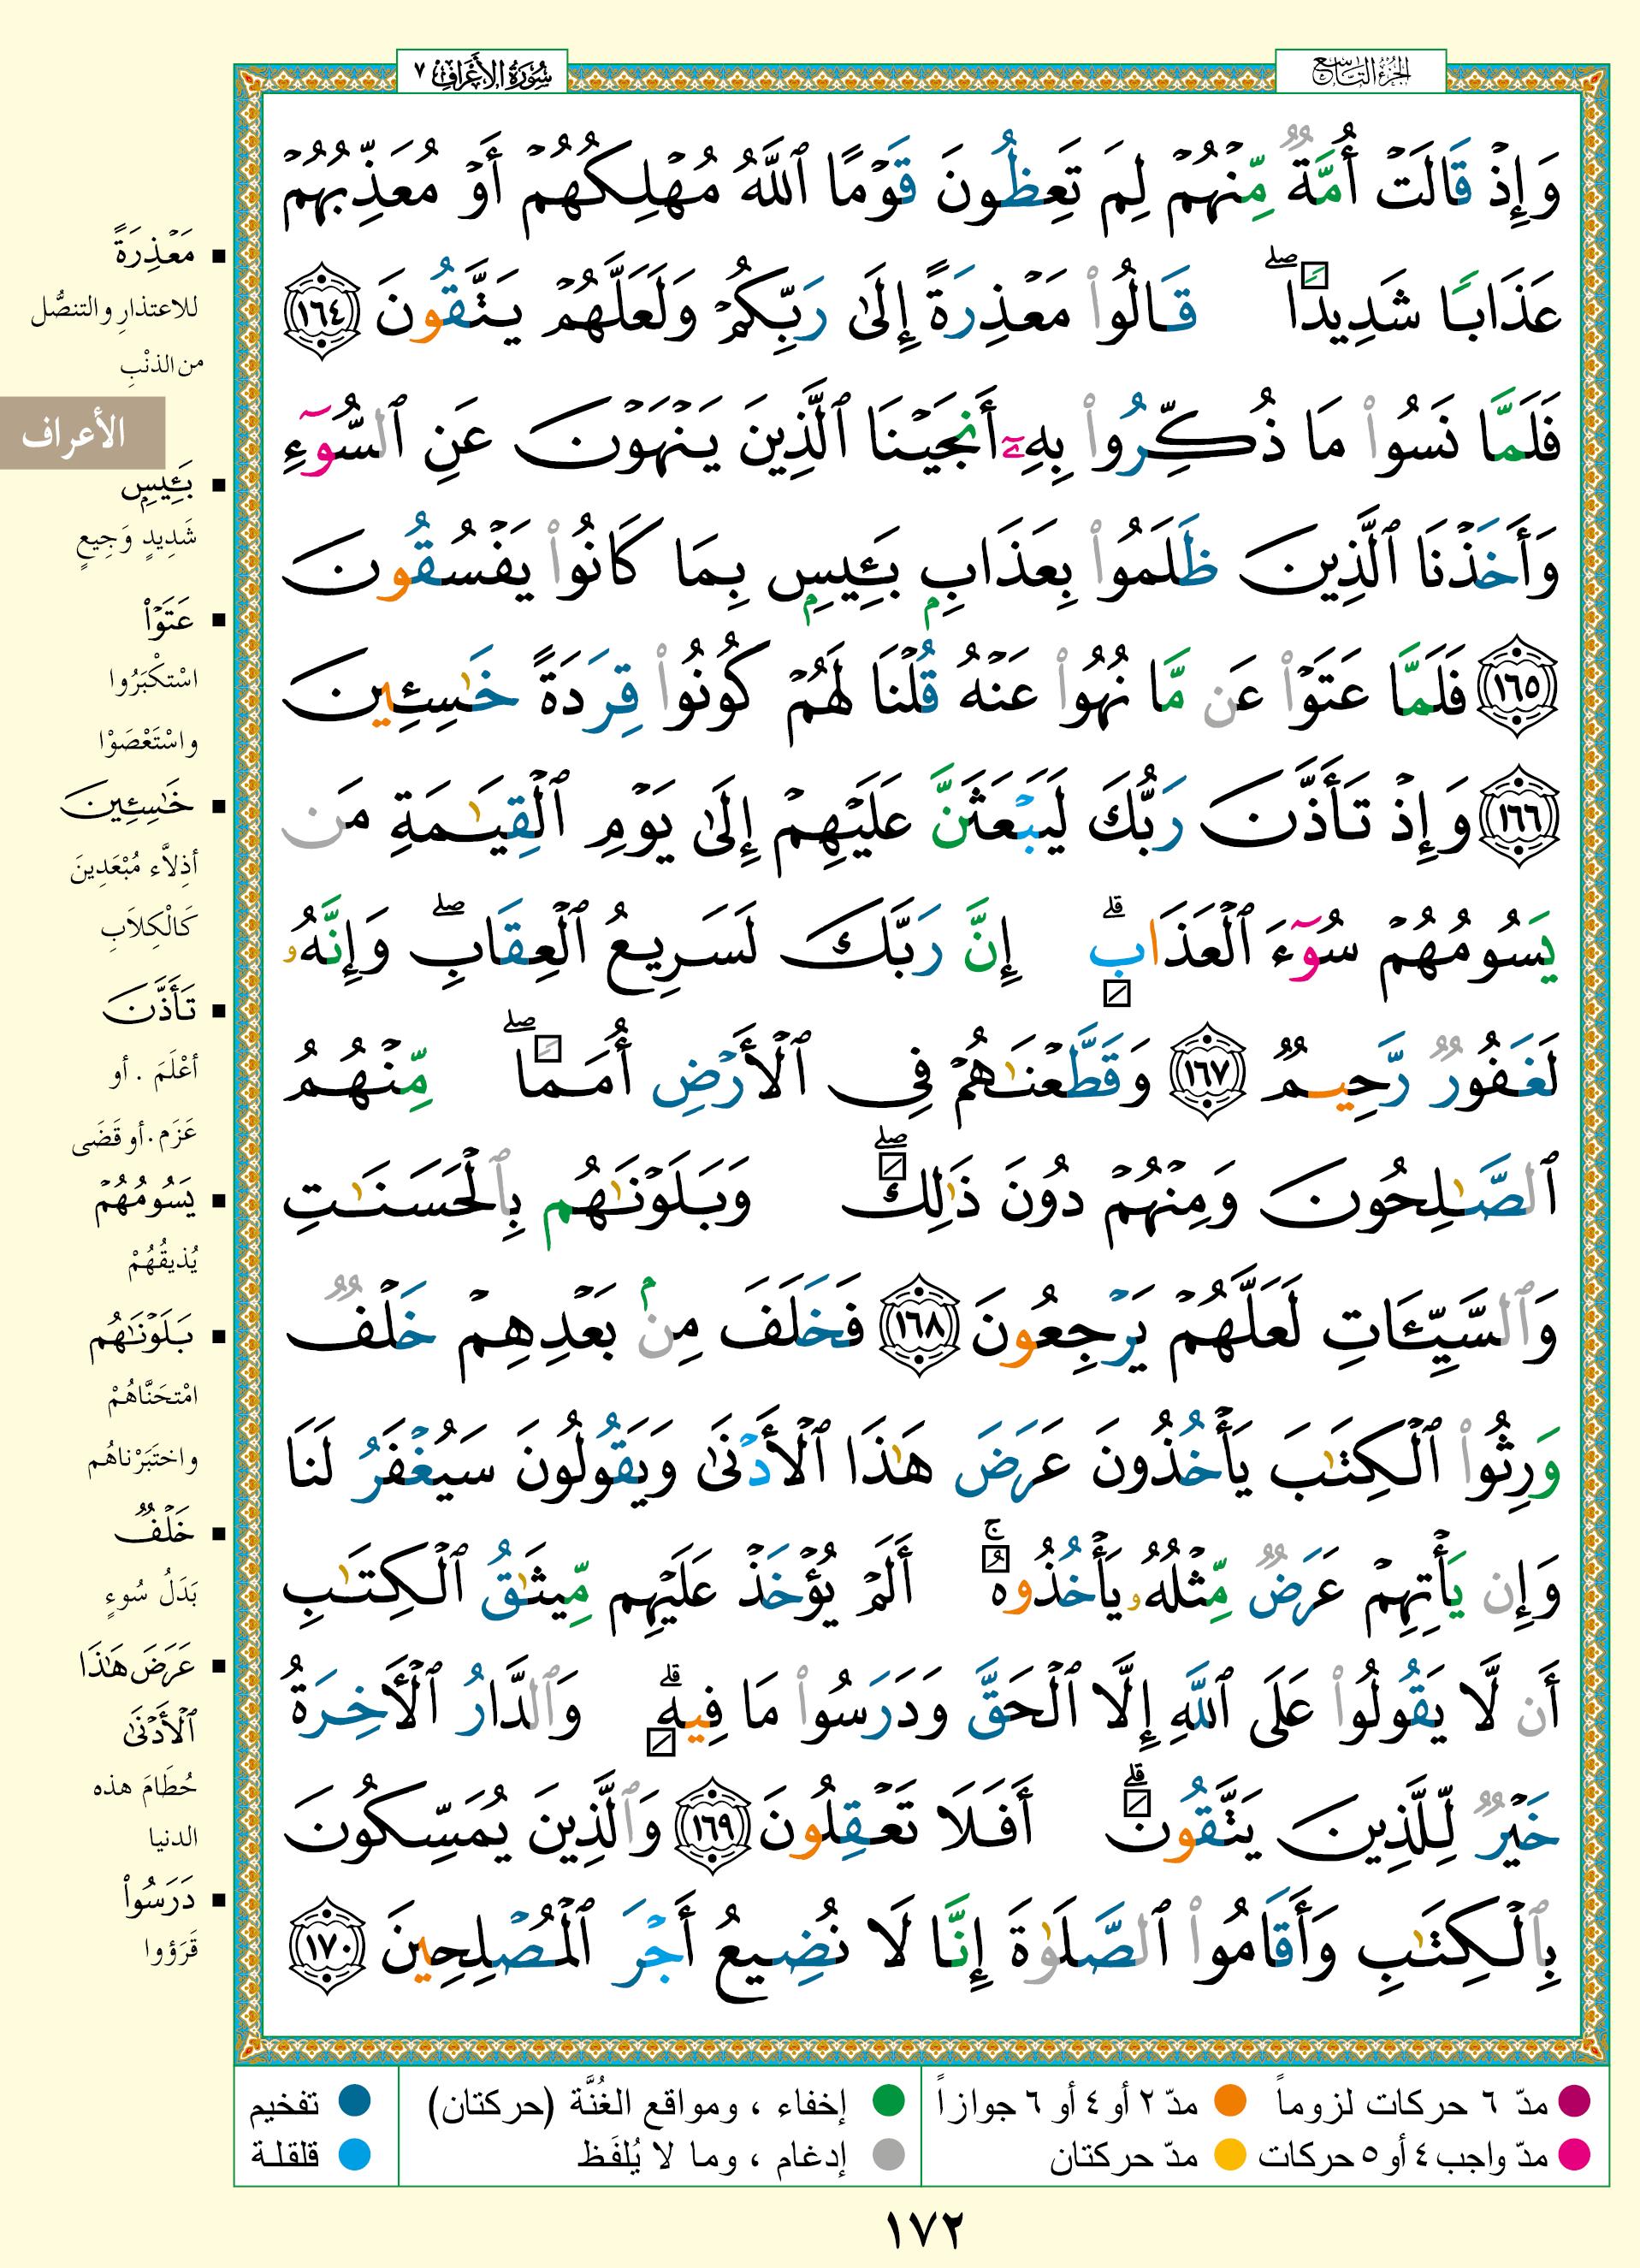 الجزء التاسع
سورة الأعراف ٧
وَإِذۡ قَالَتۡ أُمَّةٞ مِّنۡهُمۡ لِمَ تَعِظُونَ قَوۡمًا ٱللَّهُ مُهۡلِكُهُمۡ أَوۡ مُعَذِّبُهُمۡ
عَذَابٗا شَدِيدٗاۖ قَالُواْ مَعۡذِرَةً إِلَىٰ رَبِّكُمۡ وَلَعَلَّهُمۡ يَتَّقُونَ ١٦٤
فَلَمَّا نَسُواْ مَا ذُكِّرُواْ بِهِۦٓ أَنجَيۡنَا ٱلَّذِينَ يَنۡهَوۡنَ عَنِ ٱلسُّوٓءِ
وَأَخَذۡنَا ٱلَّذِينَ ظَلَمُواْ بِعَذَابِۭ بَـِٔيسِۭ بِمَا كَانُواْ يَفۡسُقُونَ
١٦٥ فَلَمَّا عَتَوۡاْ عَن مَّا نُهُواْ عَنۡهُ قُلۡنَا لَهُمۡ كُونُواْ قِرَدَةً خَٰسِـِٔينَ
١٦٦ وَإِذۡ تَأَذَّنَ رَبُّكَ لَيَبۡعَثَنَّ عَلَيۡهِمۡ إِلَىٰ يَوۡمِ ٱلۡقِيَٰمَةِ مَن
يَسُومُهُمۡ سُوٓءَ ٱلۡعَذَابِۗ إِنَّ رَبَّكَ لَسَرِيعُ ٱلۡعِقَابِۖ وَإِنَّهُۥ
لَغَفُورٞ رَّحِيمٞ ١٦٧ وَقَطَّعۡنَٰهُمۡ فِي ٱلۡأَرۡضِ أُمَمٗاۖ مِّنۡهُمُ
ٱلصَّٰلِحُونَ وَمِنۡهُمۡ دُونَ ذَٰلِكَۖ وَبَلَوۡنَٰهُم بِٱلۡحَسَنَٰتِ
وَٱلسَّيِّـَٔاتِ لَعَلَّهُمۡ يَرۡجِعُونَ ١٦٨ فَخَلَفَ مِنۢ بَعۡدِهِمۡ خَلۡفٞ
وَرِثُواْ ٱلۡكِتَٰبَ يَأۡخُذُونَ عَرَضَ هَٰذَا ٱلۡأَدۡنَىٰ وَيَقُولُونَ سَيُغۡفَرُ لَنَا
وَإِن يَأۡتِهِمۡ عَرَضٞ مِّثۡلُهُۥ يَأۡخُذُوهُۚ أَلَمۡ يُؤۡخَذۡ عَلَيۡهِم مِّيثَٰقُ ٱلۡكِتَٰبِ
أَن لَّا يَقُولُواْ عَلَى ٱللَّهِ إِلَّا ٱلۡحَقَّ وَدَرَسُواْ مَا فِيهِۗ وَٱلدَّارُ ٱلۡأٓخِرَةُ
خَيۡرٞ لِّلَّذِينَ يَتَّقُونَۗ أَفَلَا تَعۡقِلُونَ ١٦٩ وَٱلَّذِينَ يُمَسِّكُونَ
بِٱلۡكِتَٰبِ وَأَقَامُواْ ٱلصَّلَوٰةَ إِنَّا لَا نُضِيعُ أَجۡرَ ٱلۡمُصۡلِحِينَ ١٧٠
▪ مَعۡذِرَةً
للاعتذارِ والتنصُّل
من الذنْبِ
الأعراف
▪ بَـِٔيسِۭ
شَدِيدٍ وَجِيعٍ
▪ عَتَوۡاْ
اسْتكْبَرُوا
واسْتَعْصَوْا
▪ خَٰسِـِٔينَ
أذِلاَّء مُبْعَدِينَ
كَالْكِلاَبِ
▪ تَأَذَّنَ
أعْلَمَ . أو
عَزَم . أو قَضَى
▪ يَسُومُهُمۡ
يُذيقُهُمْ
▪ بَلَوۡنَٰهُم
امْتحَنَّاهُمْ
واختَبَرْناهُم
▪ خَلۡفٞ
بَدَلُ سُوءٍ
▪ عَرَضَ هَٰذَا
ٱلۡأَدۡنَىٰ
حُطَامَ هذه
الدنيا
▪ دَرَسُواْ
قَرَؤوا
مدّ ٦ حركات لزوماً
مدّ ٢ أو ٤ أو ٦ جوازاً
إخفاء ، ومواقع الغُنَّة (حركتان)
تفخيم
مدّ واجب ٤ أو ٥ حركات
مدّ حركتان
إدغام ، وما لا يُلفَظ
قلقلة
١٧٢